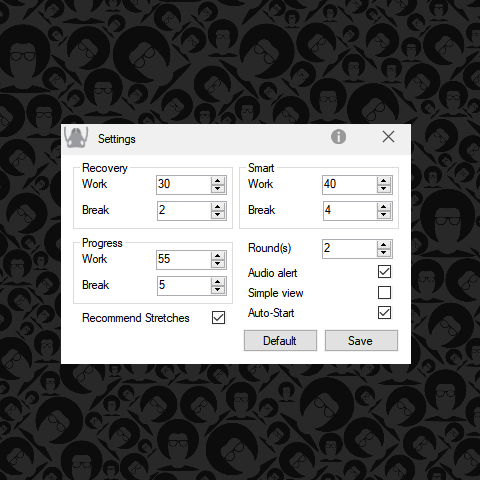 Settings
Recovery
Work 30
Break 2
Smart
Work 40
Break 4
Progress
Work 55
Break 5
Recommend Stretches
Round(s) 2
Audio alert
Simple view
Auto-Start
Default Save